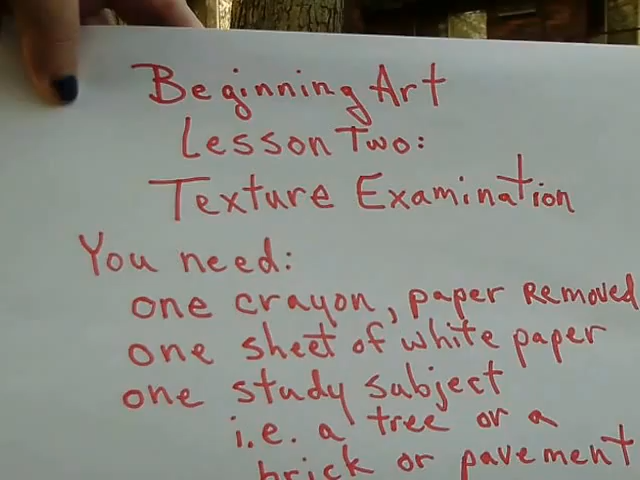 Beginning Art
Lesson Two:
Texture Examination
You need:
one crayon, paper removed
one sheet of white paper
one study subject
i.e. a tree or a
brick or pavement